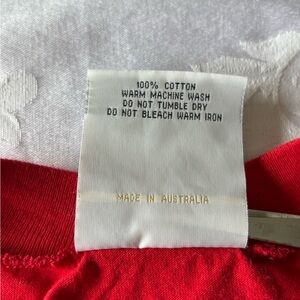 100% COTTON
WARM MACHINE WASH
DO NOT TUMBLE DRY
DO NOT BLEACH WARM IRON
MADE IN AUSTRALIA